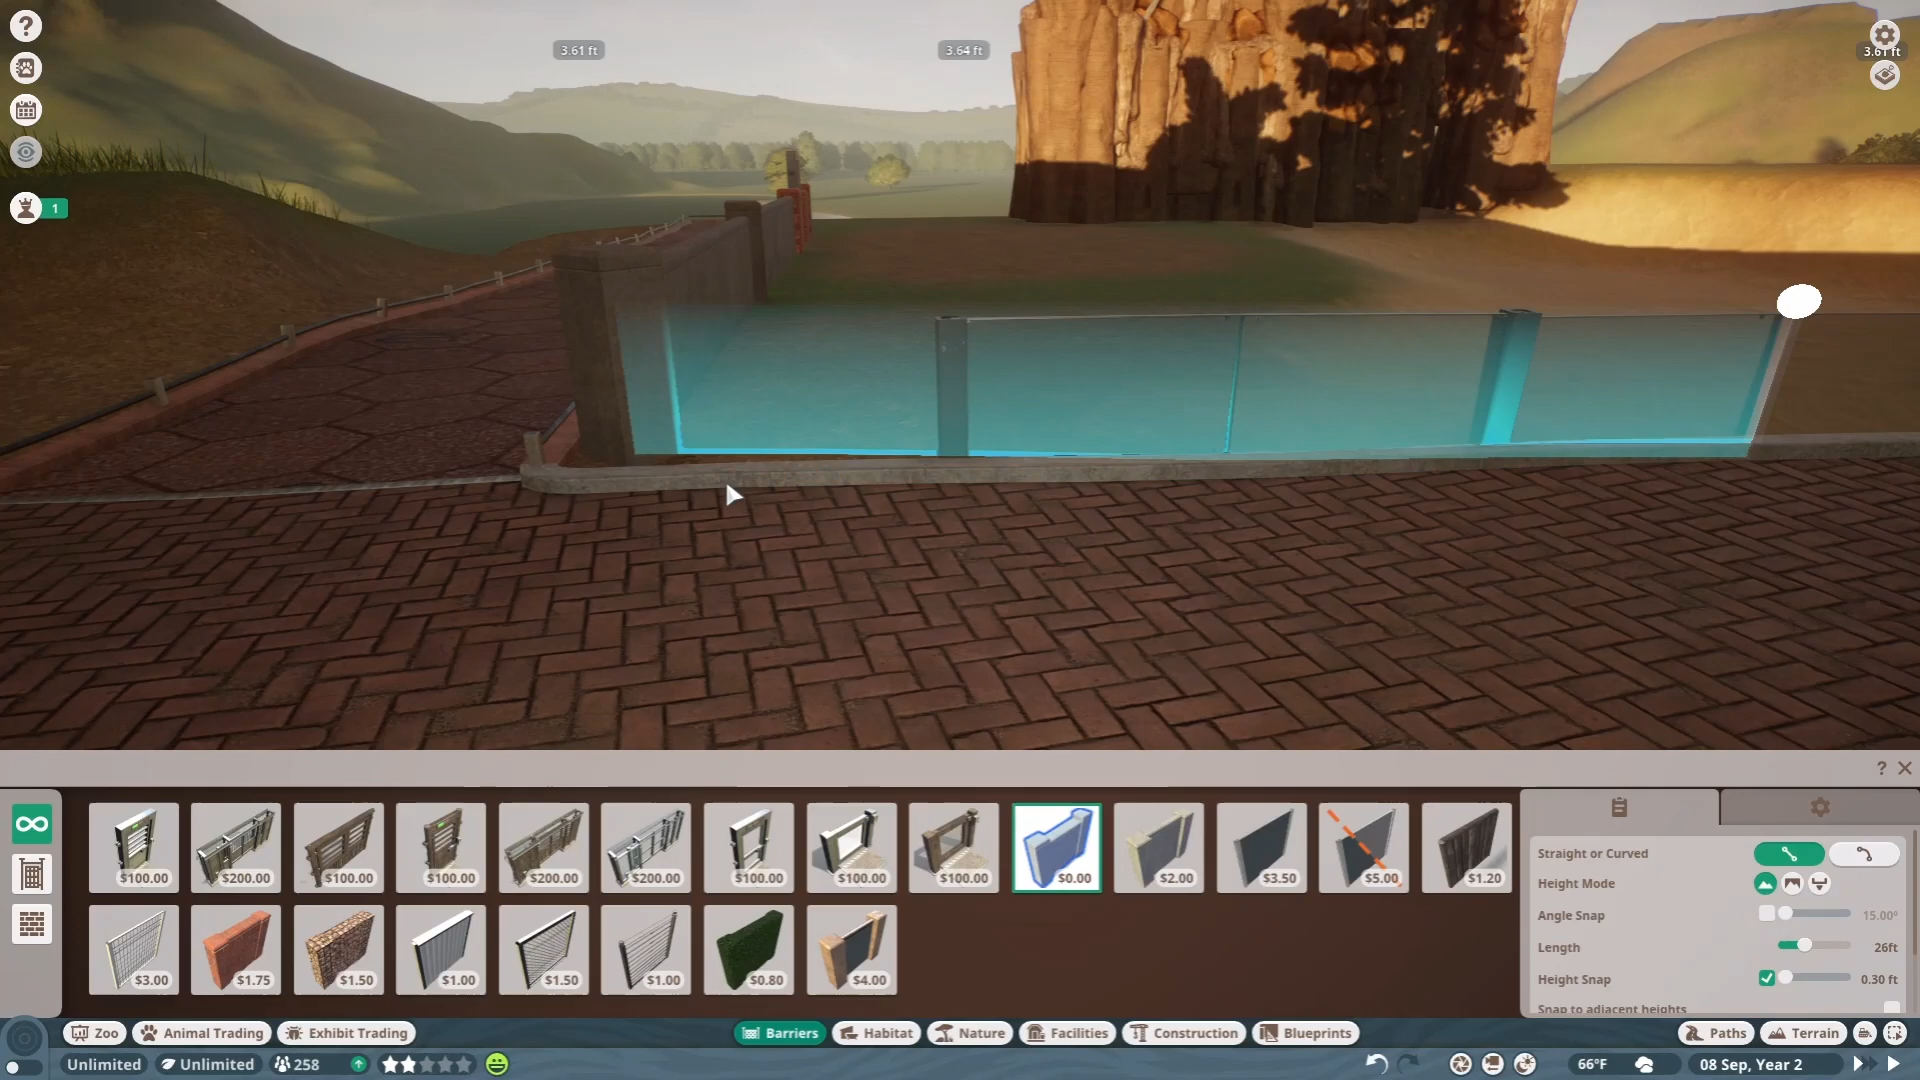 3.61 ft
3.64 ft
3.61 ft
1
$100.00
$200.00
$100.00
$100.00
$200.00
$200.00
$100.00
$100.00
$100.00
$0.00
$2.00
$3.50
$5.00
$1.20
$3.00
$1.75
$1.50
$1.00
$1.50
$1.00
$0.80
$4.00
?
Straight or Curved
Height Mode
Angle Snap 15.00°
Length 26ft
Height Snap 0.30 ft
Snap to adjacent heights
Zoo Animal Trading Exhibit Trading Barriers Habitat Nature Facilities Construction Blueprints Paths Terrain
Unlimited Unlimited 258 66°F 08 Sep, Year 2